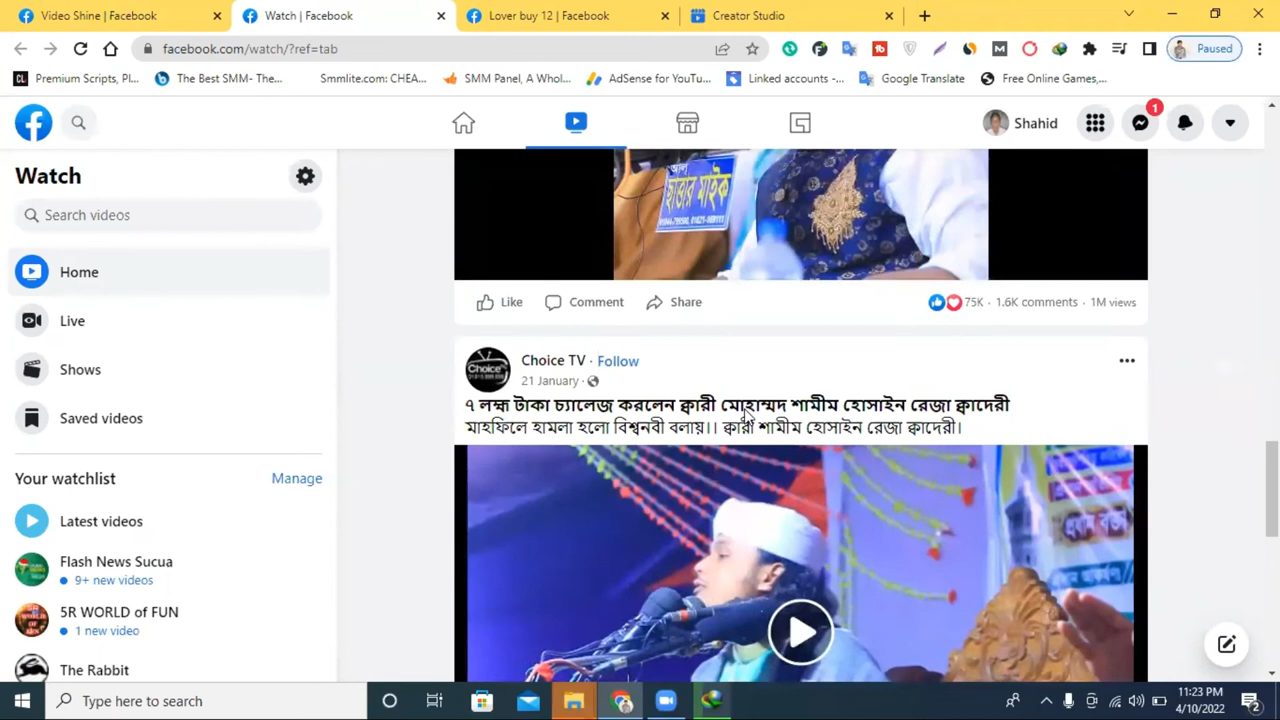 Video Shine | Facebook
Watch | Facebook
Lover buy 12 | Facebook
Creator Studio
facebook.com/watch/?ref=tab
Paused
Premium Scripts, Pl...
The Best SMM- The...
Smmlite.com: CHEA...
SMM Panel, A Whol...
AdSense for YouTu...
Linked accounts -...
Google Translate
Free Online Games,...
Shahid
1
Watch
Search videos
Home
Live
Shows
Saved videos
Your watchlist
Manage
Latest videos
Flash News Sucua
9+ new videos
5R WORLD of FUN
1 new video
The Rabbit
ছাত্তার মাইক
Like
Comment
Share
75K · 1.6K comments · 1M views
Choice TV · Follow
21 January ·
৭ লক্ষ টাকা চ্যালেজ করলেন ক্বারী মোহাম্মদ শামীম হোসাইন রেজা ক্বাদেরী
মাহফিলে হামলা হলো বিশ্বনবী বলায়।। ক্বারী শামীম হোসাইন রেজা ক্বাদেরী।
Choice TV
Type here to search
11:23 PM
4/10/2022
2